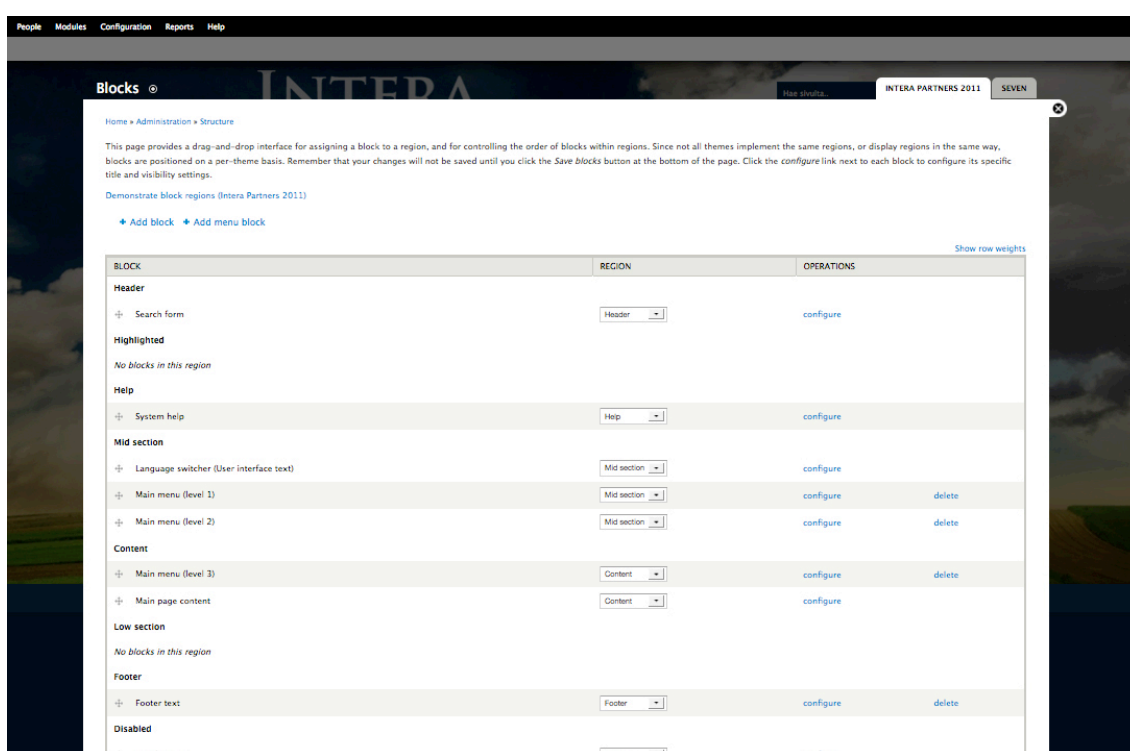 People Modules Configuration Reports Help
INTERA
Blocks
Hae sivulta..
INTERA PARTNERS 2011 SEVEN
Home » Administration » Structure
This page provides a drag-and-drop interface for assigning a block to a region, and for controlling the order of blocks within regions. Since not all themes implement the same regions, or display regions in the same way,
blocks are positioned on a per-theme basis. Remember that your changes will not be saved until you click the Save blocks button at the bottom of the page. Click the configure link next to each block to configure its specific
title and visibility settings.
Demonstrate block regions (Intera Partners 2011)
+ Add block + Add menu block
Show row weights
BLOCK REGION OPERATIONS
Header
Search form Header configure
Highlighted
No blocks in this region
Help
System help Help configure
Mid section
Language switcher (User interface text) Mid section configure
Main menu (level 1) Mid section configure delete
Main menu (level 2) Mid section configure delete
Content
Main menu (level 3) Content configure delete
Main page content Content configure
Low section
No blocks in this region
Footer
Footer text Footer configure delete
Disabled